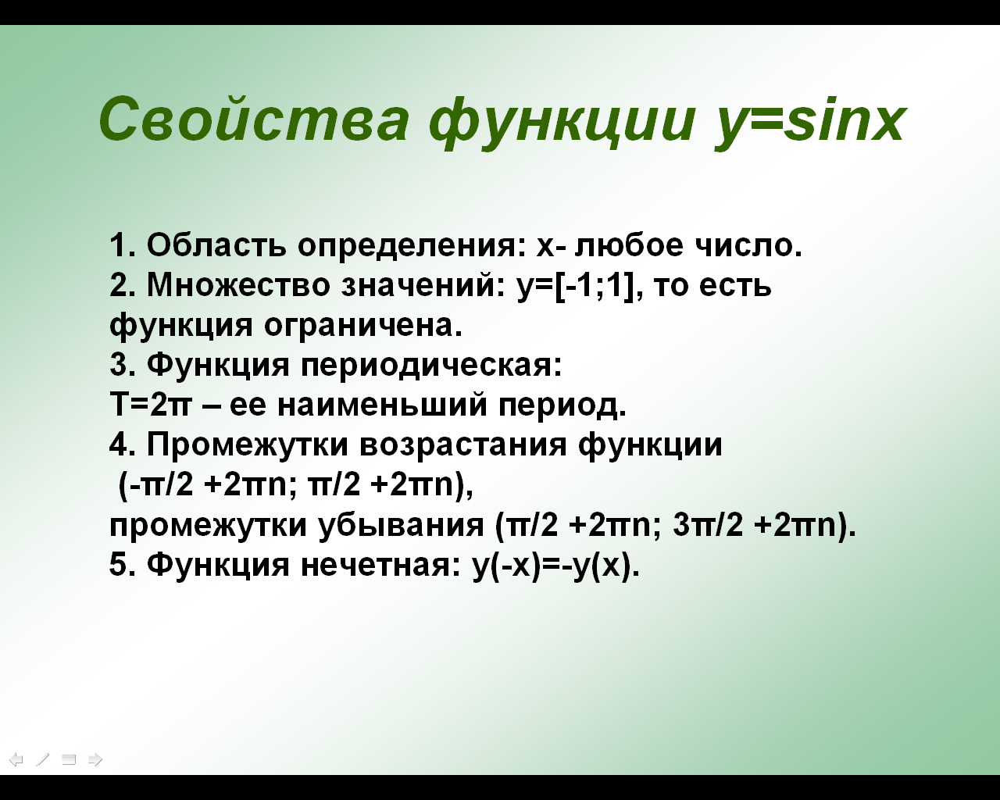 Свойства функции y=sinx
1. Область определения: x- любое число.
2. Множество значений: y=[-1;1], то есть
функция ограничена.
3. Функция периодическая:
T=2π – ее наименьший период.
4. Промежутки возрастания функции
(-π/2 +2πn; π/2 +2πn),
промежутки убывания (π/2 +2πn; 3π/2 +2πn).
5. Функция нечетная: y(-x)=-y(x).